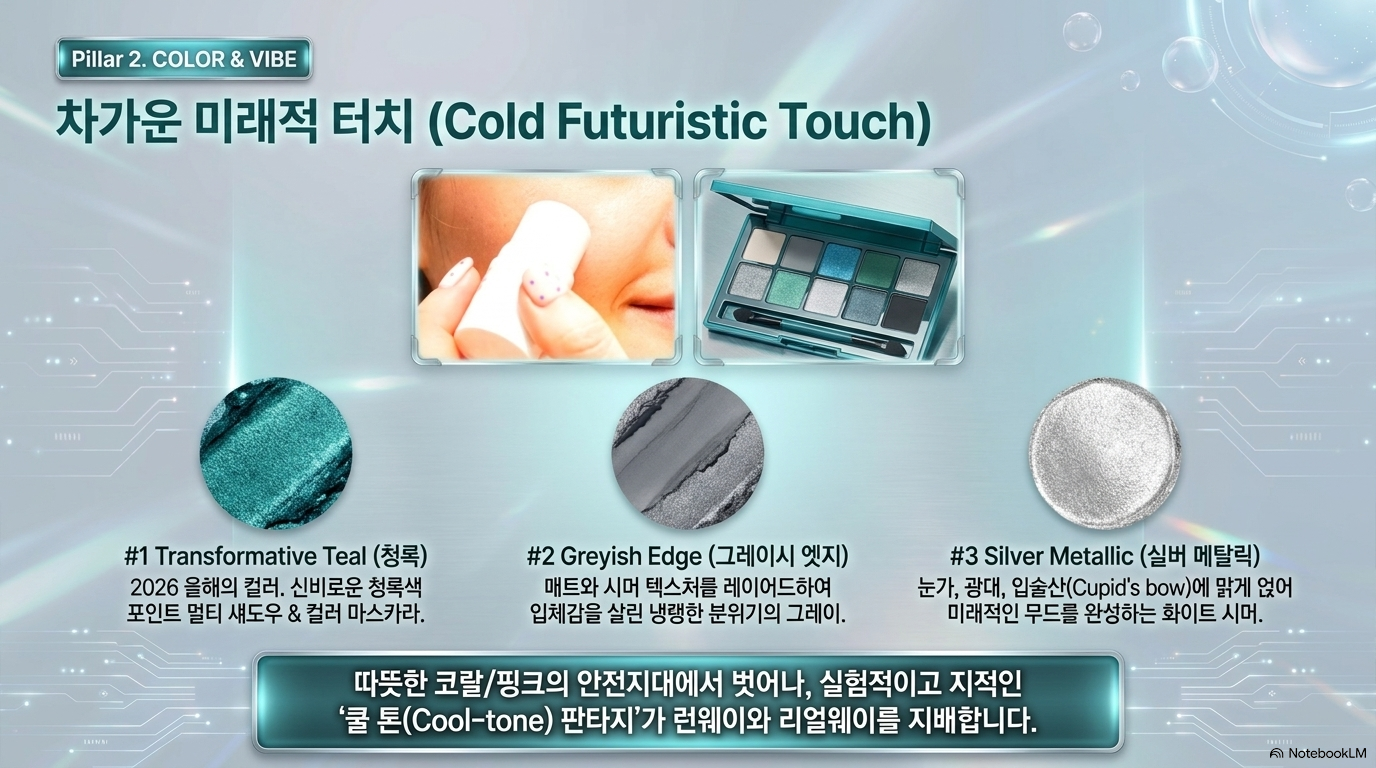 Pillar 2. COLOR & VIBE
차가운 미래적 터치 (Cold Futuristic Touch)
#1 Transformative Teal (청록)
2026 올해의 컬러. 신비로운 청록색
포인트 멀티 섀도우 & 컬러 마스카라.
#2 Greyish Edge (그레이시 엣지)
매트와 시머 텍스처를 레이어드하여
입체감을 살린 냉랭한 분위기의 그레이.
#3 Silver Metallic (실버 메탈릭)
눈가, 광대, 입술산(Cupid's bow)에 맑게 얹어
미래적인 무드를 완성하는 화이트 시머.
따뜻한 코랄/핑크의 안전지대에서 벗어나, 실험적이고 지적인
‘쿨 톤(Cool-tone) 판타지’가 런웨이와 리얼웨이를 지배합니다.
NotebookLM